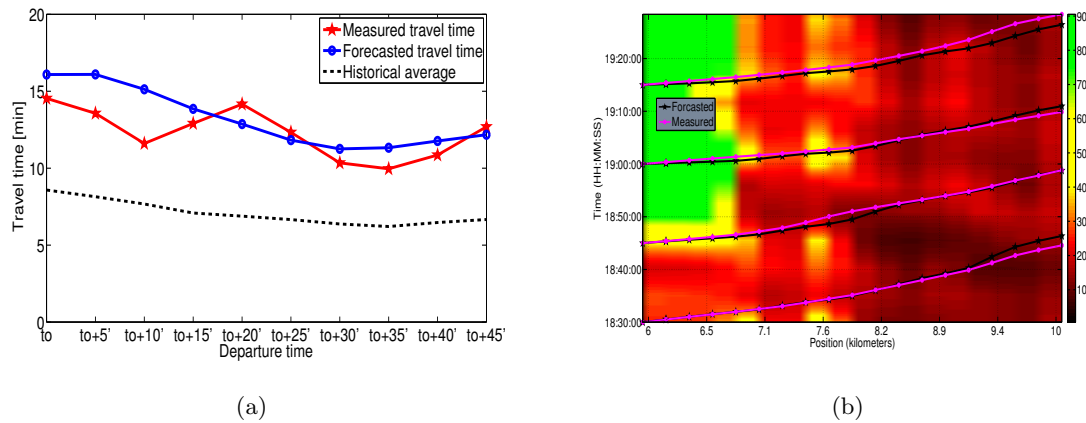 20
15
10
5
0
Travel time [min]
Measured travel time
Forecasted travel time
Historical average
to to+5' to+10' to+15' to+20' to+25' to+30' to+35' to+40' to+45'
Departure time
(a)
19:20:00
19:10:00
19:00:00
18:50:00
18:40:00
18:30:00
Time (HH:MM:SS)
Forcasted
Measured
6 6.5 7.1 7.6 8.2 8.9 9.4 10
Position (kilometers)
90
80
70
60
50
40
30
20
10
(b)